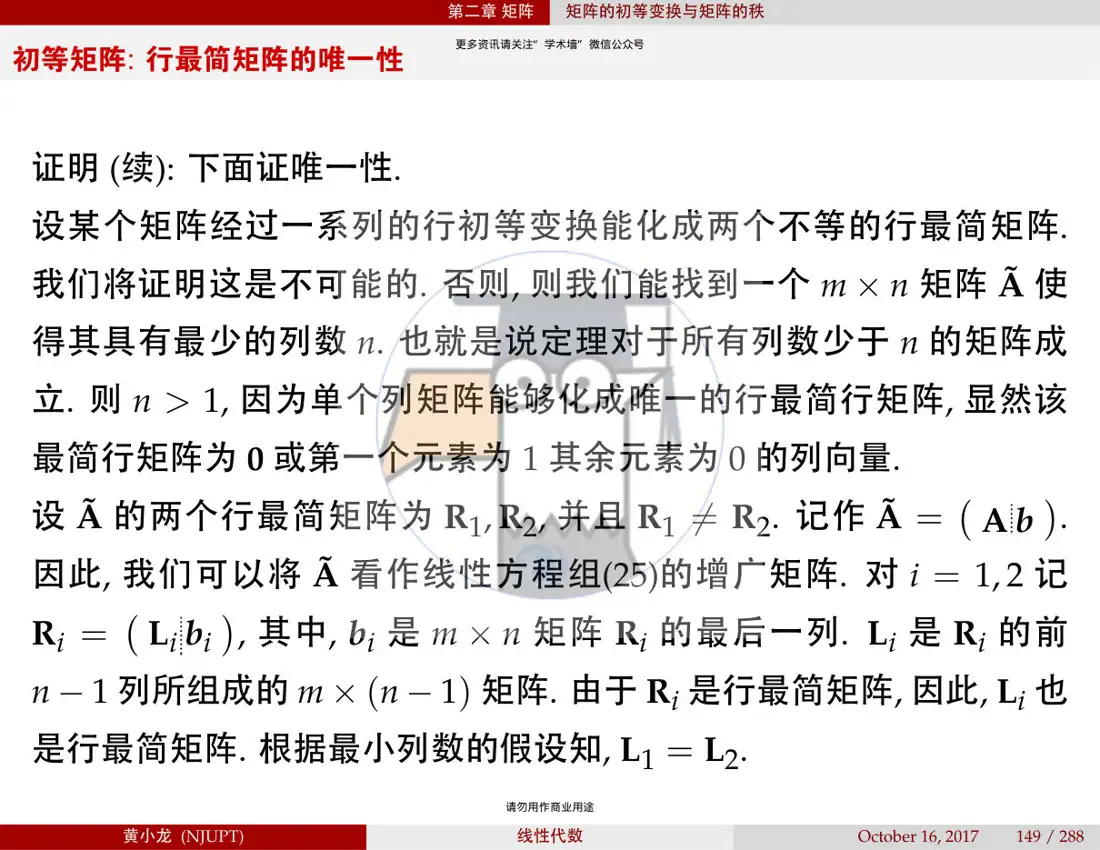 第二章 矩阵 矩阵的初等变换与矩阵的秩
更多资讯请关注“学术墙”微信公众号
初等矩阵: 行最简矩阵的唯一性
证明 (续): 下面证唯一性.
设某个矩阵经过一系列的行初等变换能化成两个不等的行最简矩阵.
我们将证明这是不可能的. 否则, 则我们能找到一个 m × n 矩阵 Ã 使
得其具有最少的列数 n. 也就是说定理对于所有列数少于 n 的矩阵成
立. 则 n > 1, 因为单个列矩阵能够化成唯一的行最简行矩阵, 显然该
最简行矩阵为 0 或第一个元素为 1 其余元素为 0 的列向量.
设 Ã 的两个行最简矩阵为 R₁, R₂, 并且 R₁ ≠ R₂. 记作 Ã = ( A⋮b ).
因此, 我们可以将 Ã 看作线性方程组(25)的增广矩阵. 对 i = 1, 2 记
Rᵢ = ( Lᵢ⋮bᵢ ), 其中, bᵢ 是 m × n 矩阵 Rᵢ 的最后一列. Lᵢ 是 Rᵢ 的前
n − 1 列所组成的 m × (n − 1) 矩阵. 由于 Rᵢ 是行最简矩阵, 因此, Lᵢ 也
是行最简矩阵. 根据最小列数的假设知, L₁ = L₂.
请勿用作商业用途
黄小龙 (NJUPT) 线性代数 October 16, 2017 149 / 288